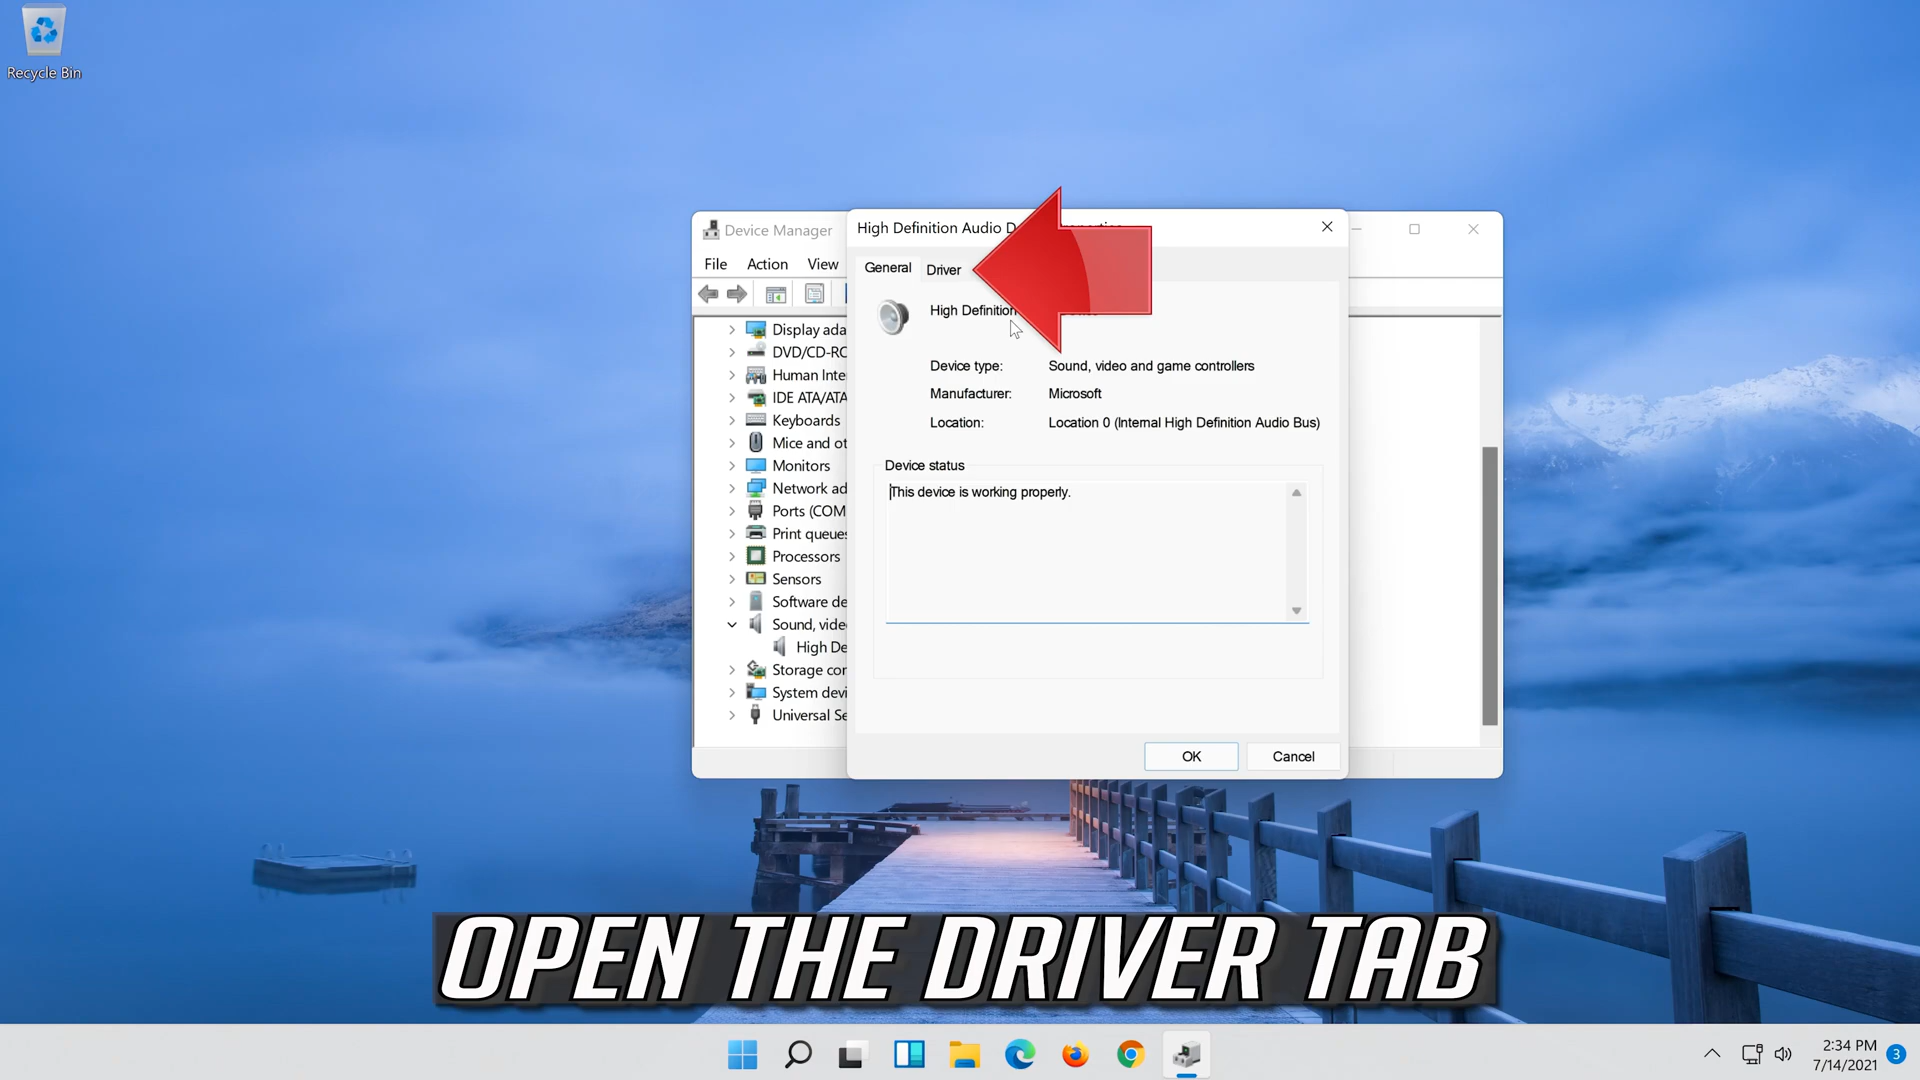 Recycle Bin
Device Manager
File Action View
Display ada
DVD/CD-RO
Human Inte
IDE ATA/ATA
Keyboards
Mice and ot
Monitors
Network ad
Ports (COM
Print queues
Processors
Sensors
Software de
Sound, vide
High De
Storage cor
System devi
Universal Se
High Definition Audio D
General Driver
High Definition
Device type: Sound, video and game controllers
Manufacturer: Microsoft
Location: Location 0 (Internal High Definition Audio Bus)
Device status
This device is working properly.
OK Cancel
OPEN THE DRIVER TAB
2:34 PM
7/14/2021
3